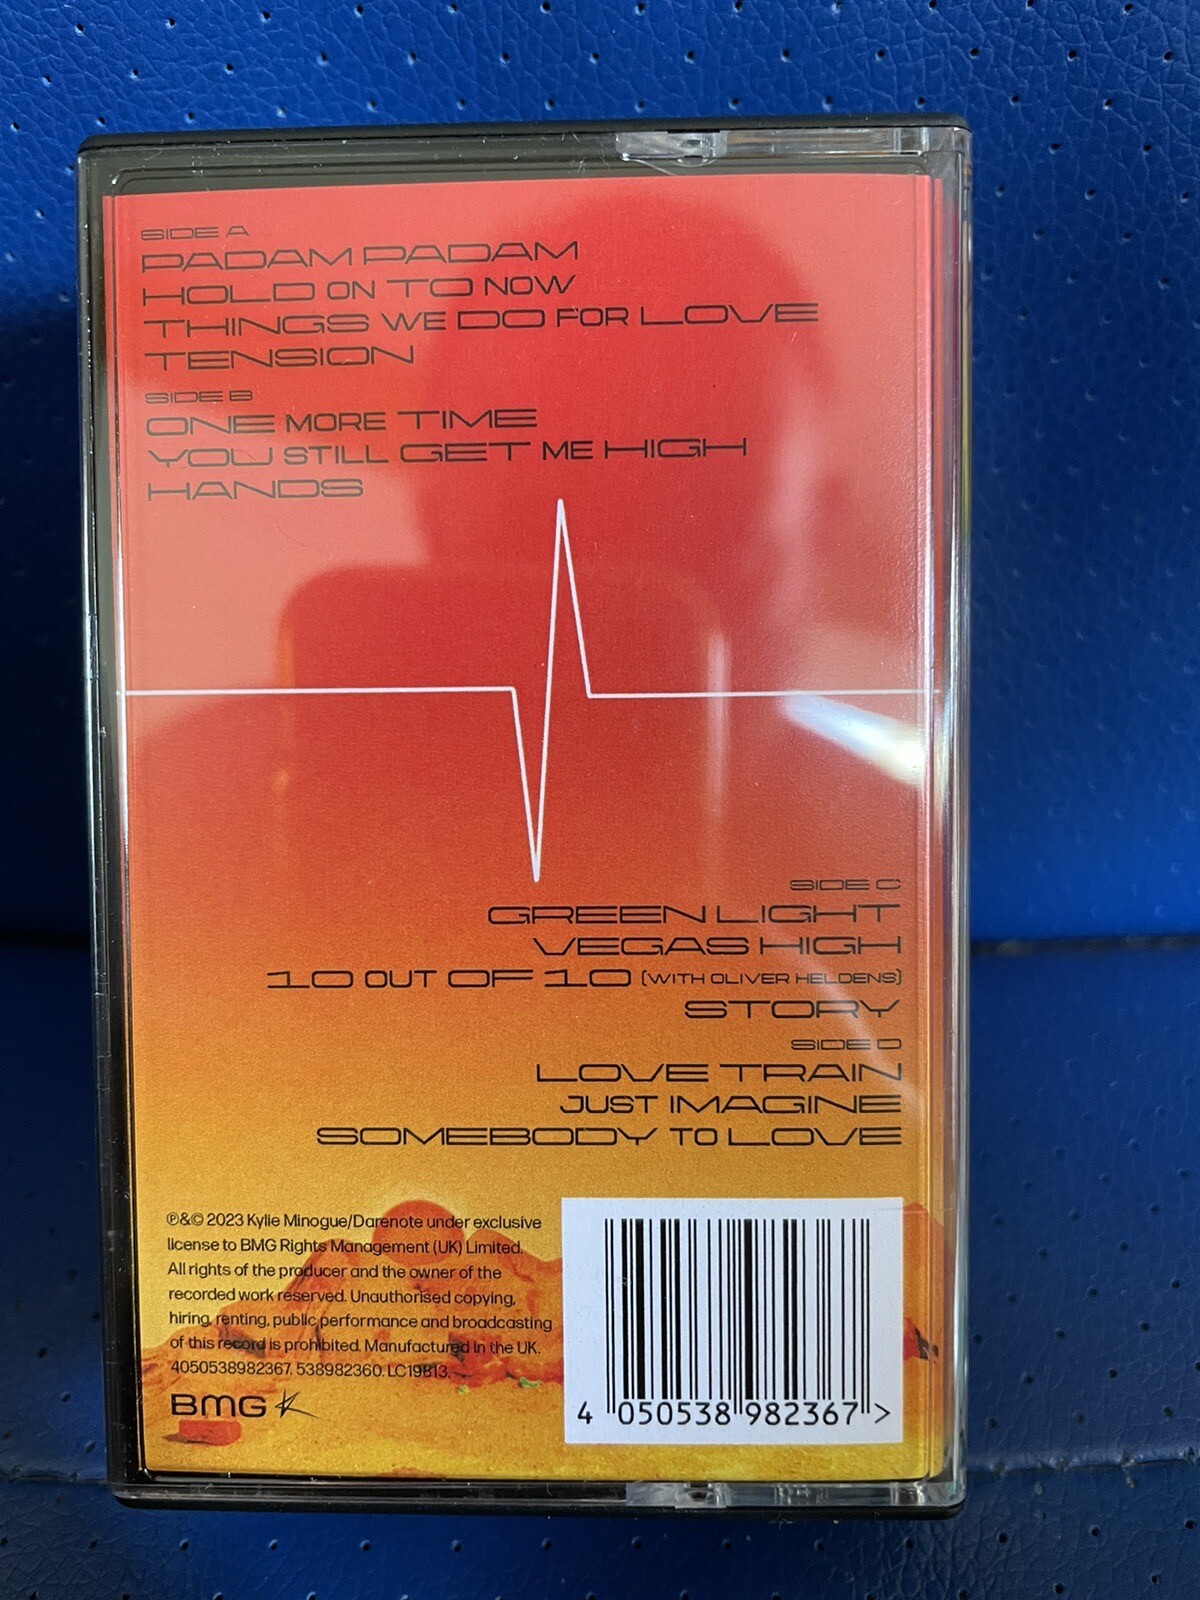 SIDE A
PADAM PADAM
HOLD ON TO NOW
THINGS WE DO FOR LOVE
TENSION
SIDE B
ONE MORE TIME
YOU STILL GET ME HIGH
HANDS
SIDE C
GREEN LIGHT
VEGAS HIGH
10 OUT OF 10 (WITH OLIVER HELDENS)
STORY
SIDE D
LOVE TRAIN
JUST IMAGINE
SOMEBODY TO LOVE
℗&© 2023 Kylie Minogue/Darenote under exclusive
license to BMG Rights Management (UK) Limited.
All rights of the producer and the owner of the
recorded work reserved. Unauthorised copying,
hiring, renting, public performance and broadcasting
of this record is prohibited. Manufactured in the UK.
4050538982367. 538982360. LC19813.
BMG K
4 050538 982367 >